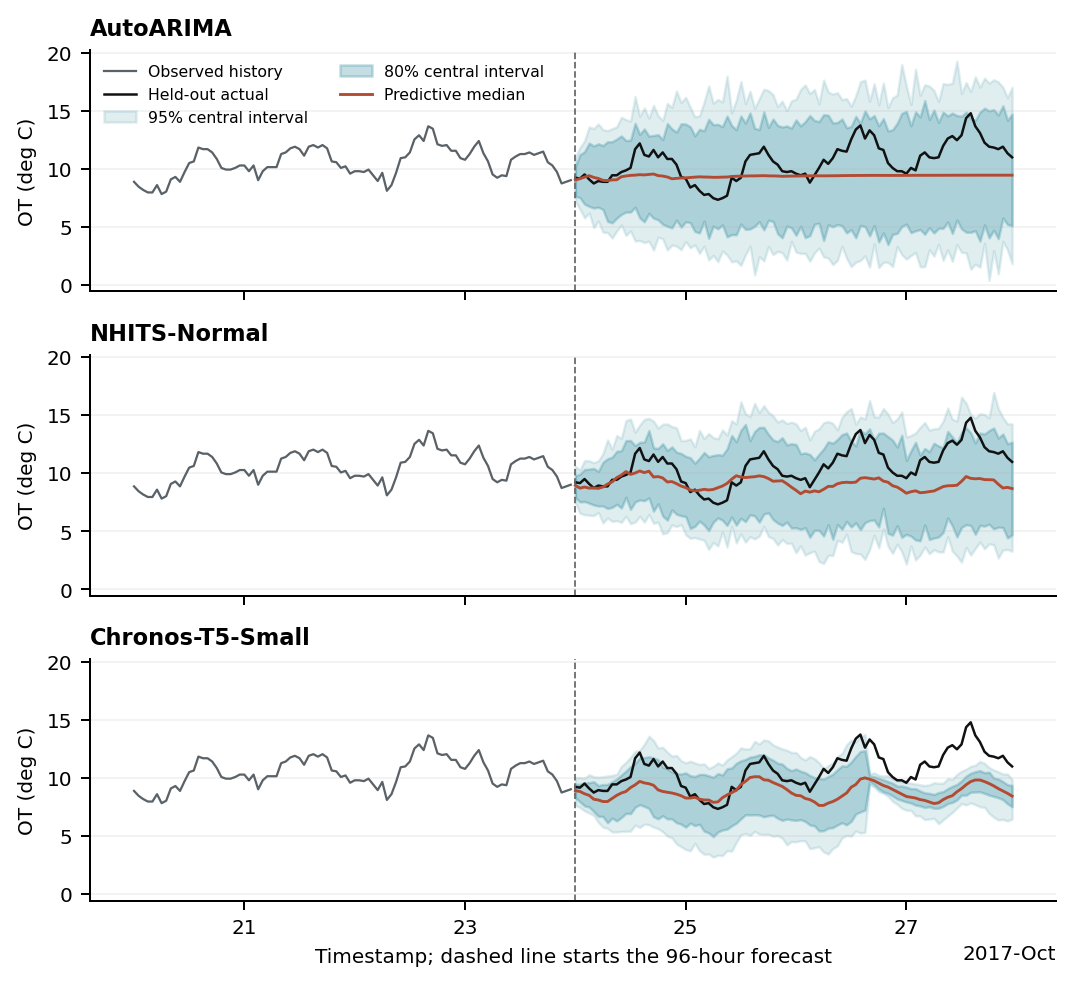 AutoARIMA
20
15
10
5
0
OT (deg C)
Observed history
Held-out actual
95% central interval
80% central interval
Predictive median
NHITS-Normal
20
15
10
5
0
OT (deg C)
Chronos-T5-Small
20
15
10
5
0
OT (deg C)
21 23 25 27
2017-Oct
Timestamp; dashed line starts the 96-hour forecast